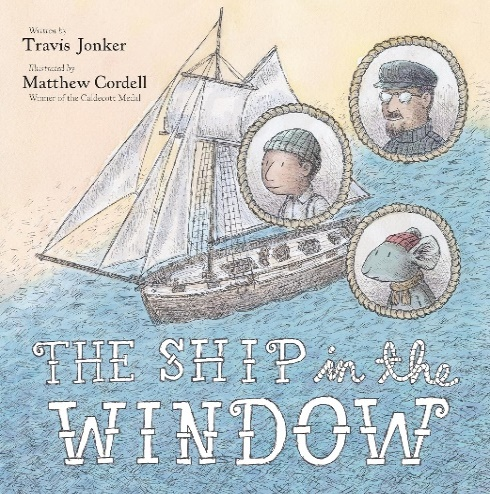 Written by
Travis Jonker
Illustrated by
Matthew Cordell
Winner of the Caldecott Medal
THE SHIP in the
WINDOW